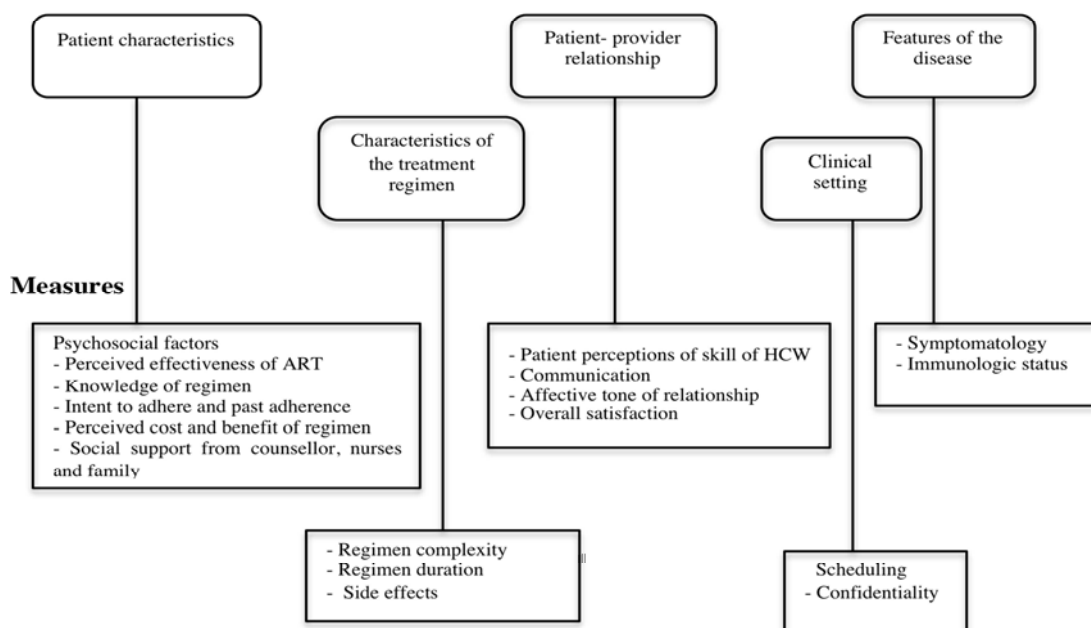 Patient characteristics
Patient- provider
relationship
Features of the
disease
Characteristics of
the treatment
regimen
Clinical
setting
Measures
Psychosocial factors
- Perceived effectiveness of ART
- Knowledge of regimen
- Intent to adhere and past adherence
- Perceived cost and benefit of regimen
- Social support from counsellor, nurses
and family
- Patient perceptions of skill of HCW
- Communication
- Affective tone of relationship
- Overall satisfaction
- Symptomatology
- Immunologic status
- Regimen complexity
- Regimen duration
- Side effects
Scheduling
- Confidentiality